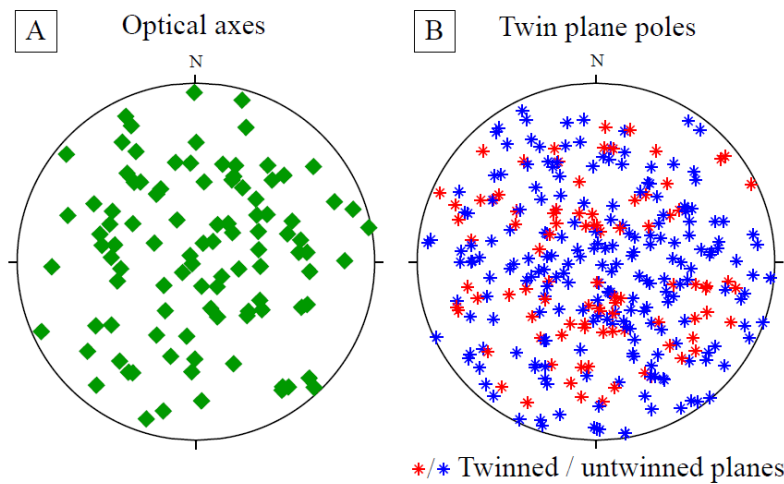 A
Optical axes
N
B
Twin plane poles
N
*/* Twinned / untwinned planes